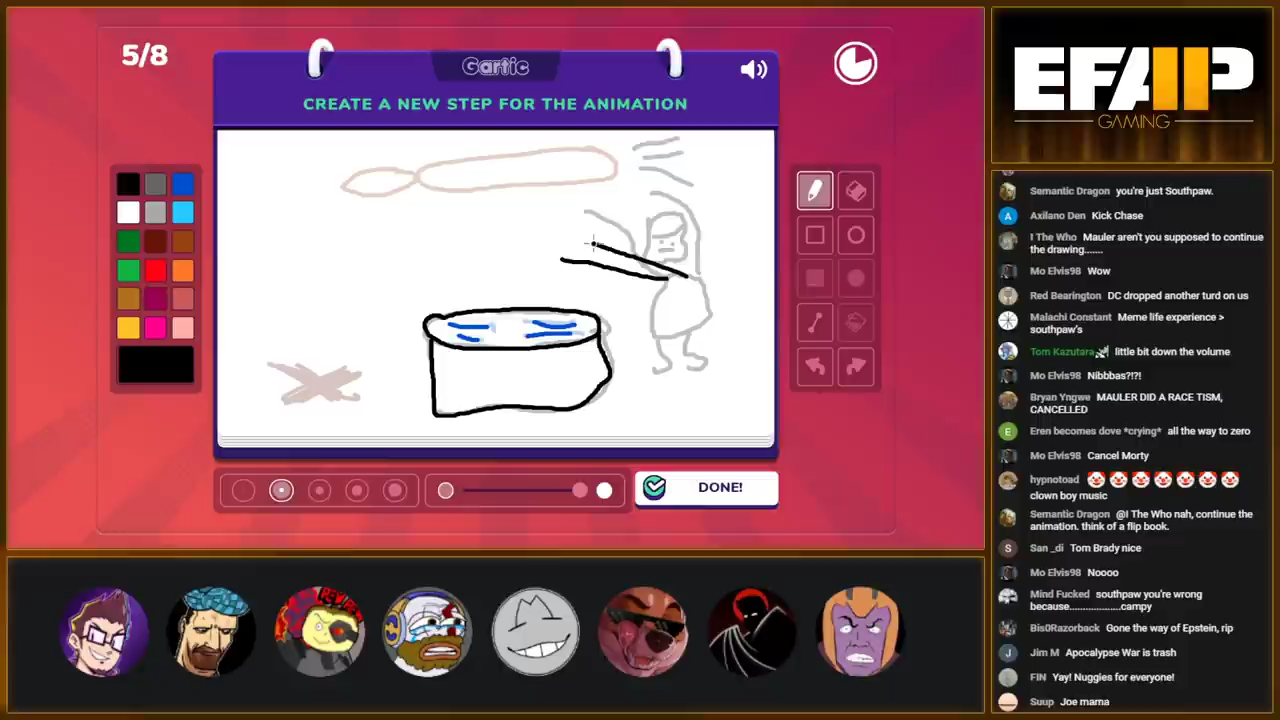 5/8
Gartic
CREATE A NEW STEP FOR THE ANIMATION
DONE!
EFAP
GAMING
Semantic Dragon you're just Southpaw.
A Axilano Den Kick Chase
I The Who Mauler aren't you supposed to continue
the drawing.......
Mo Elvis98 Wow
Red Bearington DC dropped another turd on us
Malachi Constant Meme life experience >
southpaw's
Tom Kazutara little bit down the volume
Mo Elvis98 Nibbbas?!?!
Bryan Yngwe MAULER DID A RACE TISM,
CANCELLED
E Eren becomes dove *crying* all the way to zero
Mo Elvis98 Cancel Morty
hypnotoad 🤡🤡🤡🤡🤡🤡🤡
clown boy music
Semantic Dragon @I The Who nah, continue the
animation. think of a flip book.
S San _di Tom Brady nice
Mo Elvis98 Noooo
Mind Fucked southpaw you're wrong
because...................campy
Bis0Razorback Gone the way of Epstein, rip
J Jim M Apocalypse War is trash
FIN Yay! Nuggies for everyone!
Suup Joe mama